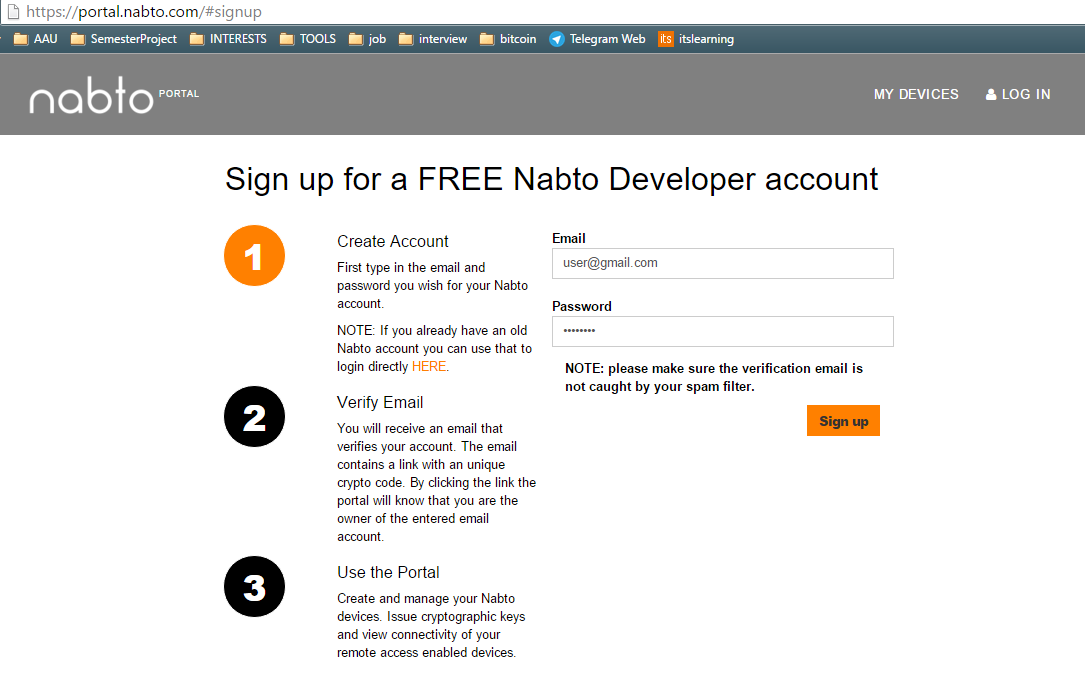 https://portal.nabto.com/#signup
AAU SemesterProject INTERESTS TOOLS job interview bitcoin Telegram Web its itslearning
nabto PORTAL
MY DEVICES LOG IN
Sign up for a FREE Nabto Developer account
1
Create Account
First type in the email and
password you wish for your Nabto
account.
NOTE: If you already have an old
Nabto account you can use that to
login directly HERE.
2
Verify Email
You will receive an email that
verifies your account. The email
contains a link with an unique
crypto code. By clicking the link the
portal will know that you are the
owner of the entered email
account.
3
Use the Portal
Create and manage your Nabto
devices. Issue cryptographic keys
and view connectivity of your
remote access enabled devices.
Email
user@gmail.com
Password
••••••••
NOTE: please make sure the verification email is
not caught by your spam filter.
Sign up